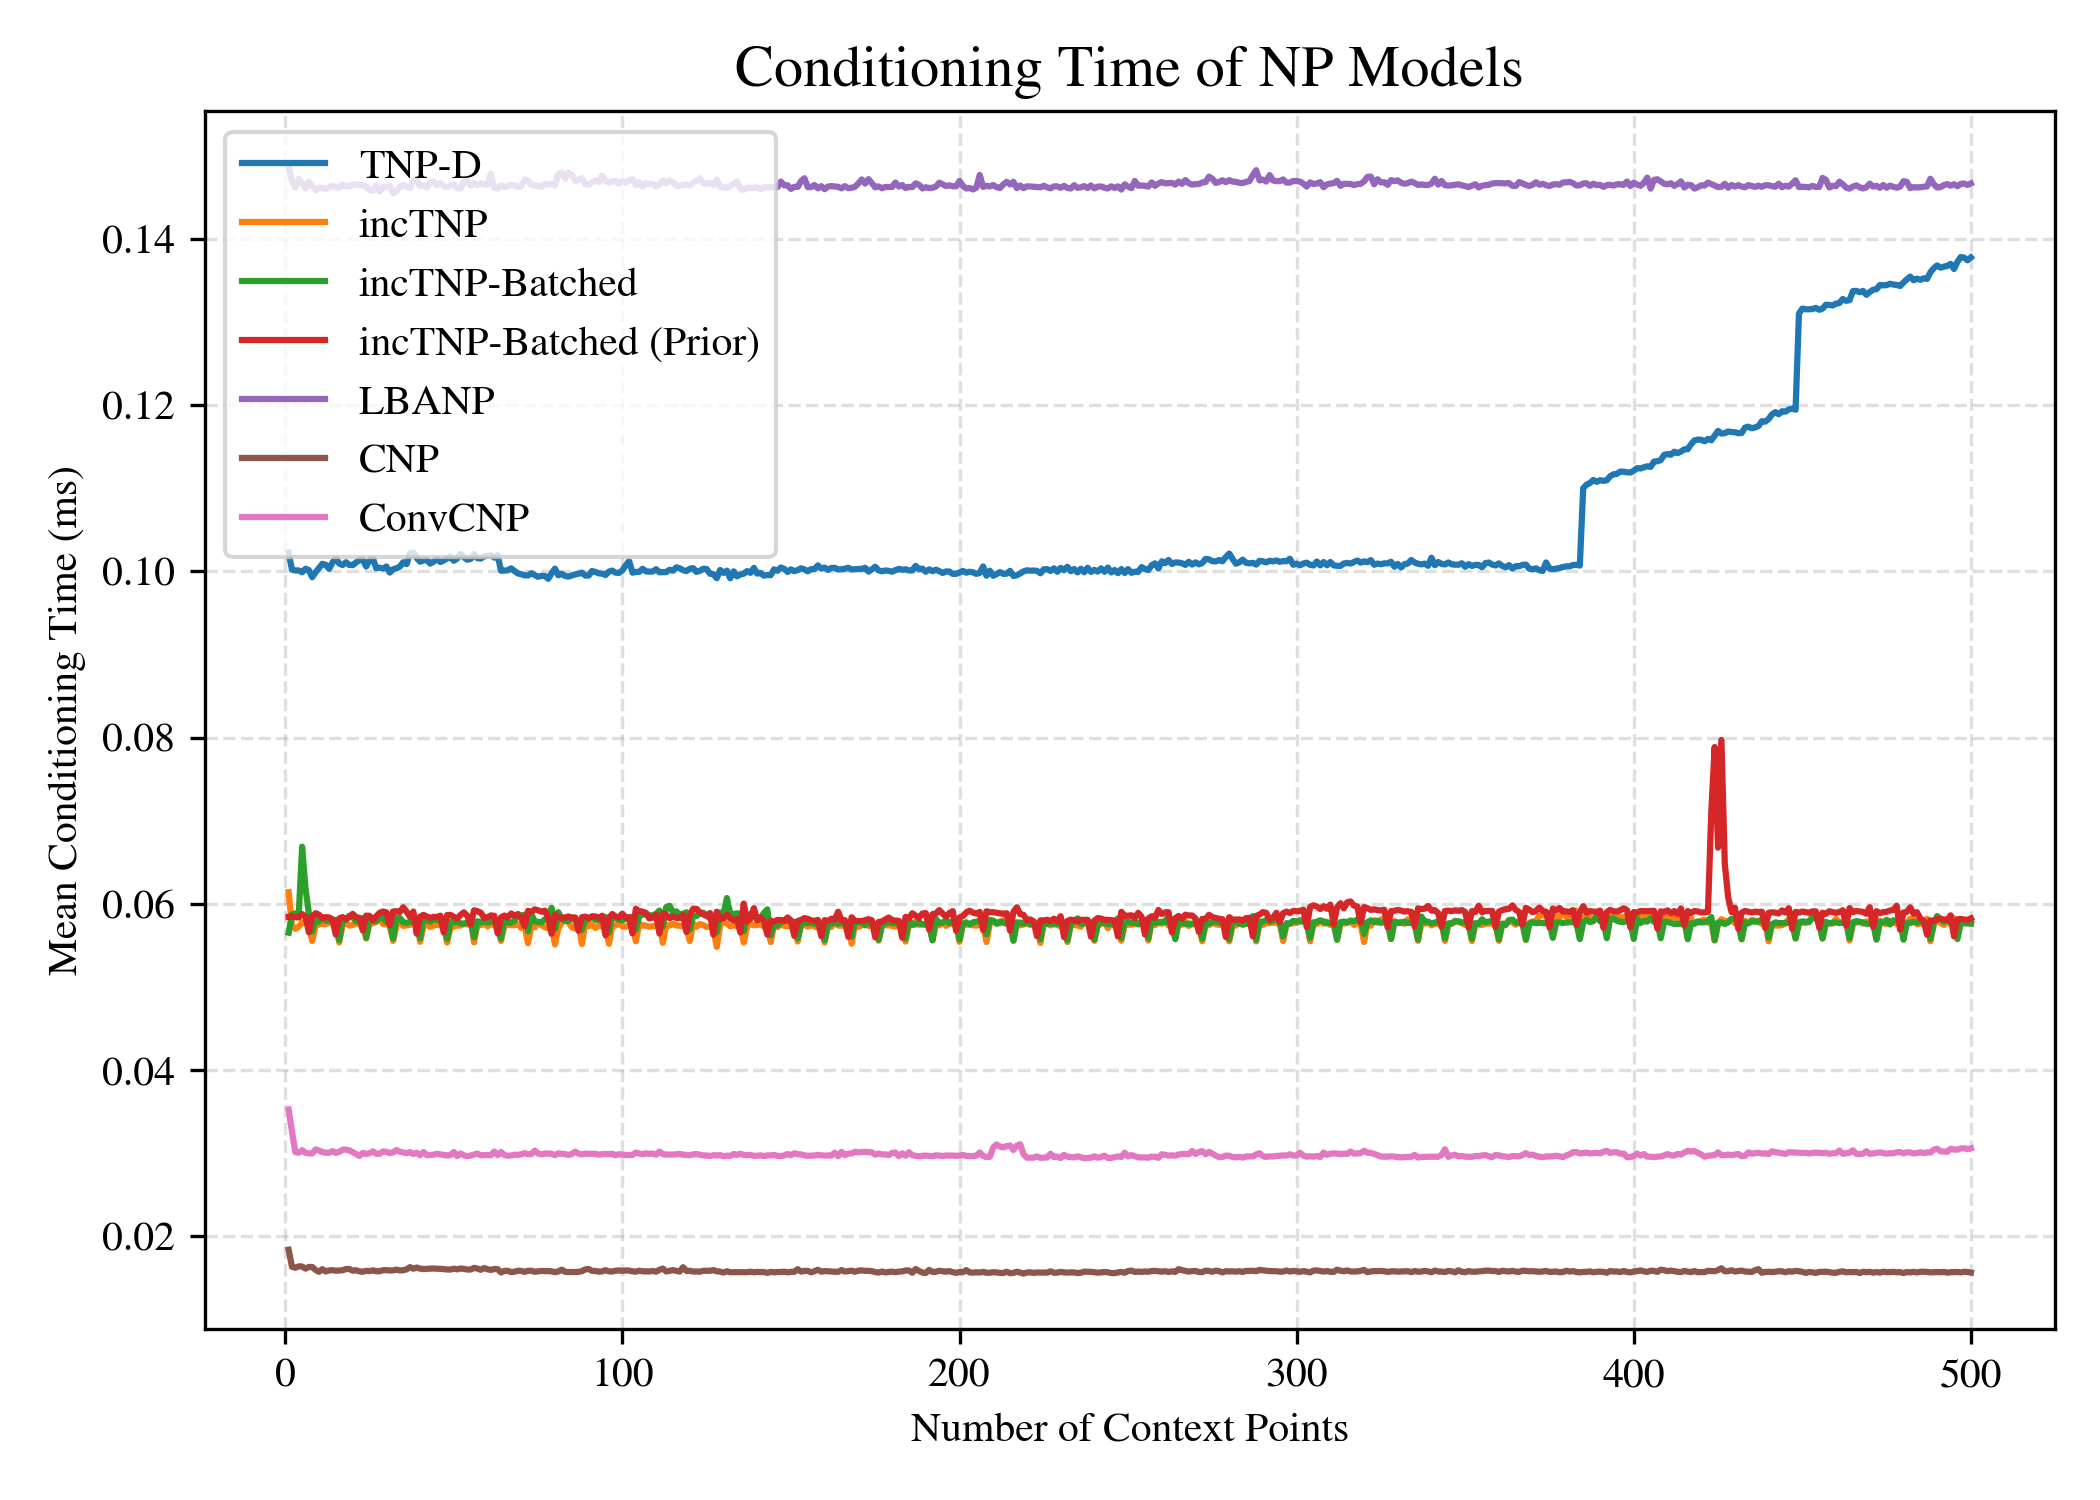 Conditioning Time of NP Models
TNP-D
incTNP
incTNP-Batched
incTNP-Batched (Prior)
LBANP
CNP
ConvCNP
Mean Conditioning Time (ms)
0.14
0.12
0.10
0.08
0.06
0.04
0.02
0 100 200 300 400 500
Number of Context Points